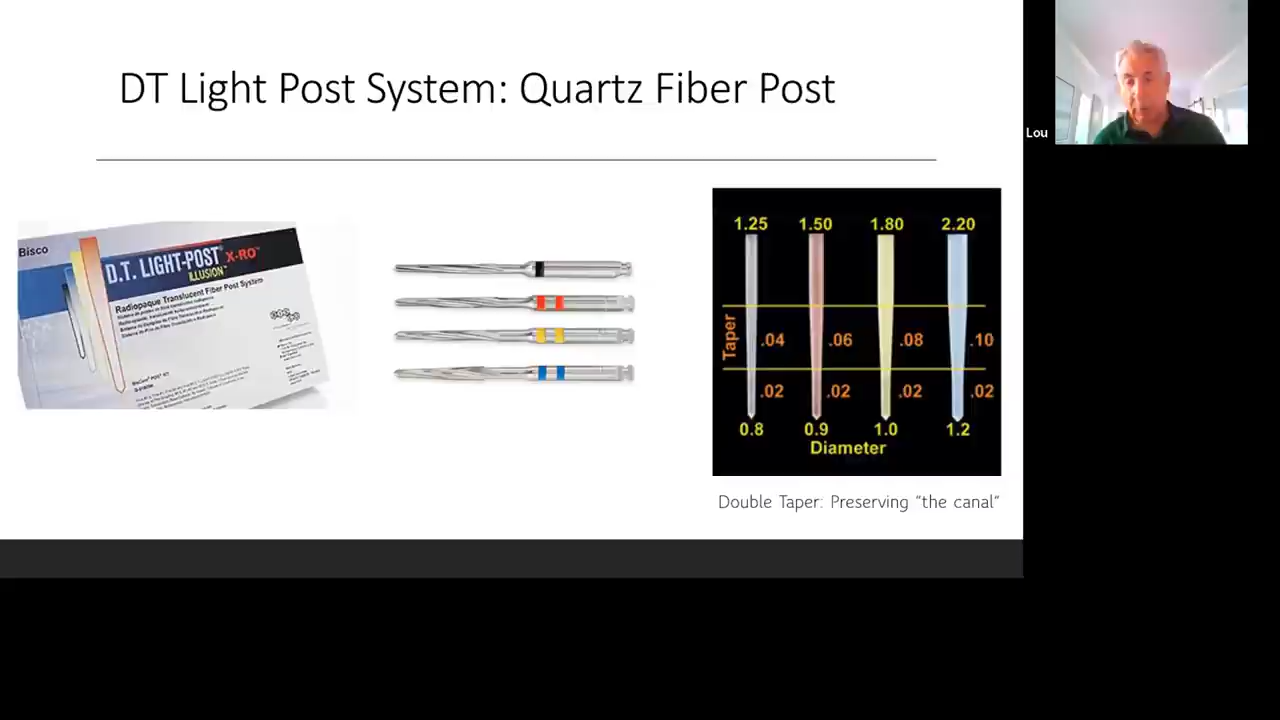 DT Light Post System: Quartz Fiber Post
Lou
Bisco
D.T. LIGHT-POST® X-RO™
ILLUSION™
Radiopaque Translucent Fiber Post System
1.25 1.50 1.80 2.20
Taper
.04 .06 .08 .10
.02 .02 .02 .02
0.8 0.9 1.0 1.2
Diameter
Double Taper: Preserving “the canal”